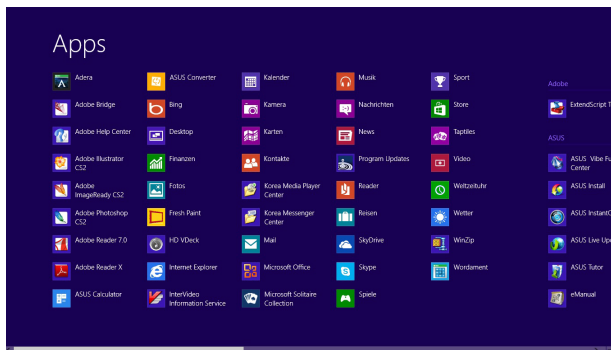 Apps
Adera
Adobe Bridge
Adobe Help Center
Adobe Illustrator
CS2
Adobe
ImageReady CS2
Adobe Photoshop
CS2
Adobe Reader 7.0
Adobe Reader X
ASUS Calculator
ASUS Converter
Bing
Desktop
Finanzen
Fotos
Fresh Paint
HD VDeck
Internet Explorer
InterVideo
Information Service
Kalender
Kamera
Karten
Kontakte
Korea Media Player
Center
Korea Messenger
Center
Mail
Microsoft Office
Microsoft Solitaire
Collection
Musik
Nachrichten
News
Program Updates
Reader
Reisen
SkyDrive
Skype
Spiele
Sport
Store
Taptiles
Video
Weltzeituhr
Wetter
WinZip
Wordament
Adobe
ExtendScript T
ASUS
ASUS Vibe Fu
Center
ASUS Install
ASUS InstantO
ASUS Live Up
ASUS Tutor
eManual